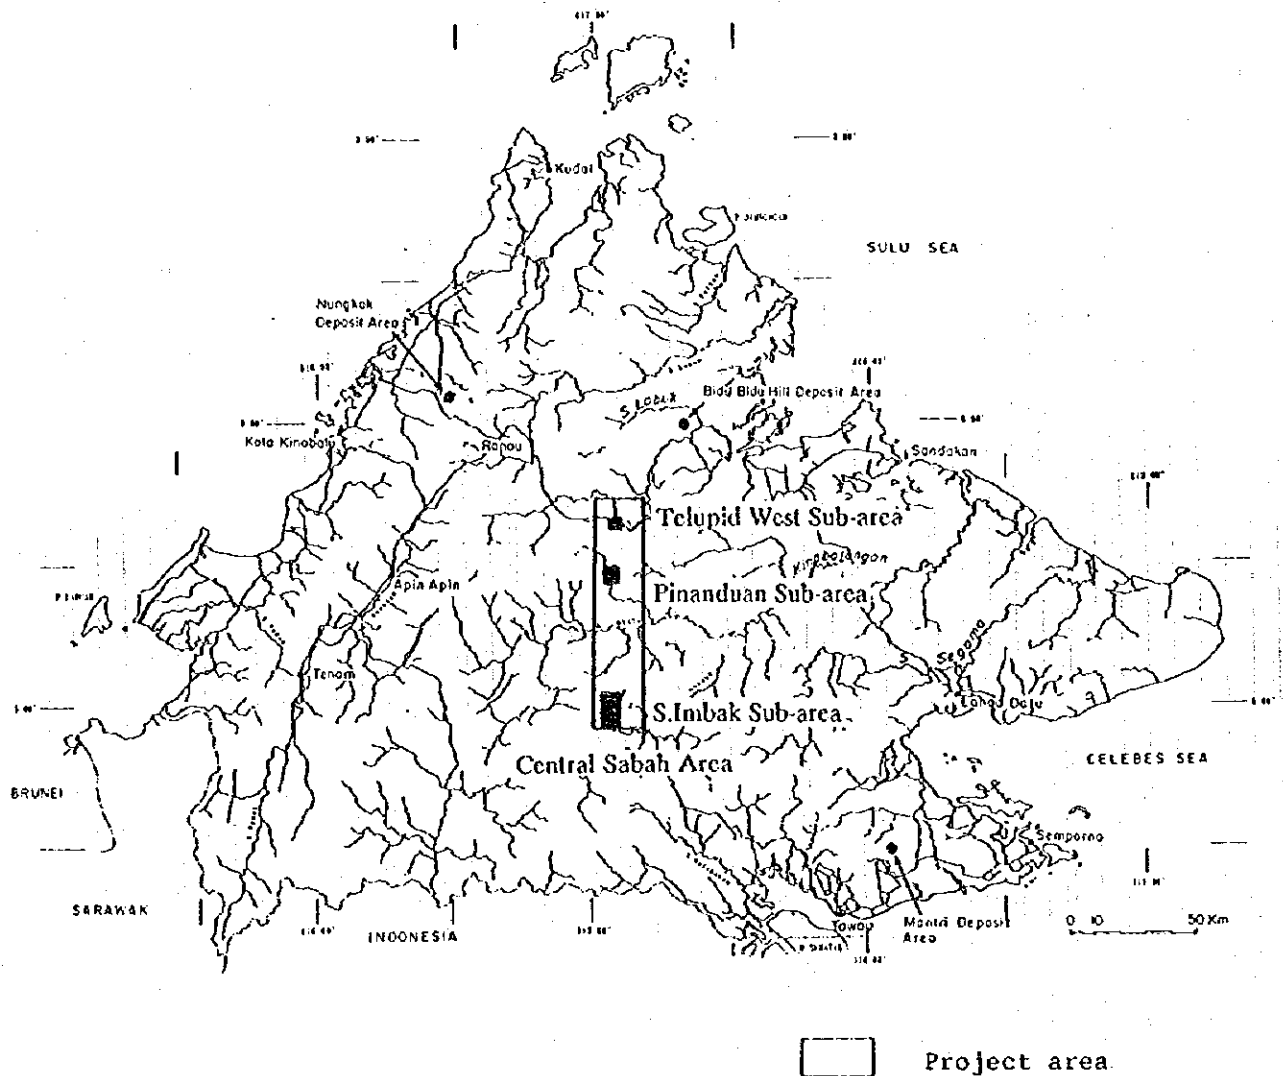 Kudat
SULU SEA
Nungkok
Deposit Area
S. Labuk
Bidu Bidu Hill Deposit Area
Kota Kinabalu
Ranau
Sandakan
Telupid West Sub-area
Kinabatangan
Apin Apin
Pinanduan Sub-area
Segama
Tenom
S.Imbak Sub-area
Lahad Datu
Central Sabah Area
CELEBES SEA
BRUNEI
Semporna
SARAWAK
INDONESIA
Tawau
Mantri Deposit
Area
0 10 50 Km
Project area